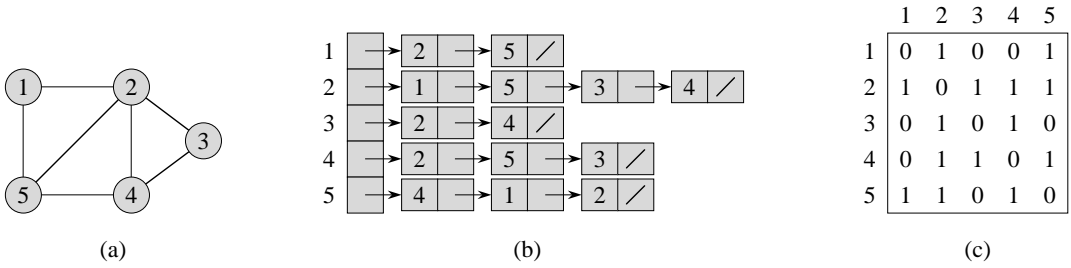 1 2 3 4 5
1 2 5
2 1 5 3 4
3 2 4
4 2 5 3
5 4 1 2
1 0 1 0 0 1
2 1 0 1 1 1
3 0 1 0 1 0
4 0 1 1 0 1
5 1 1 0 1 0
1 2
3
5 4
(a) (b) (c)